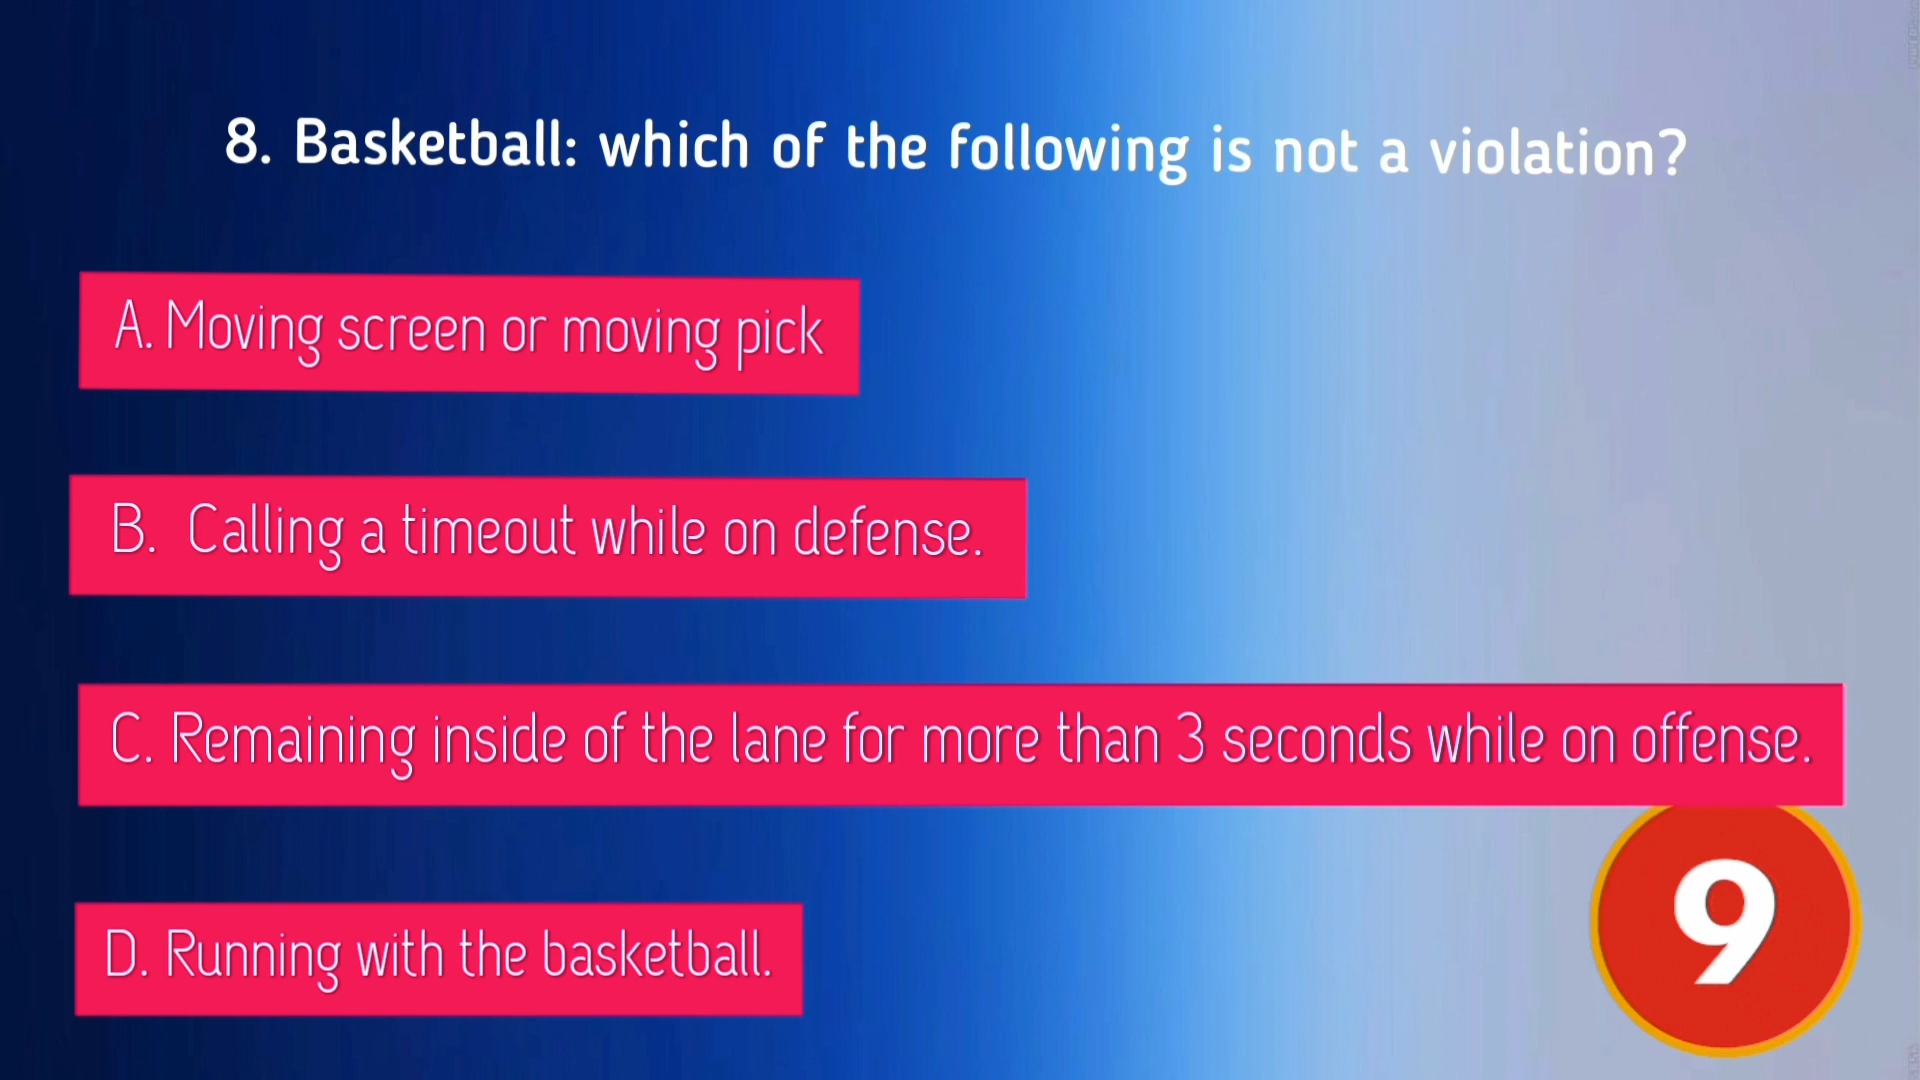 8. Basketball: which of the following is not a violation?
A. Moving screen or moving pick
B. Calling a timeout while on defense.
C. Remaining inside of the lane for more than 3 seconds while on offense.
D. Running with the basketball.
9